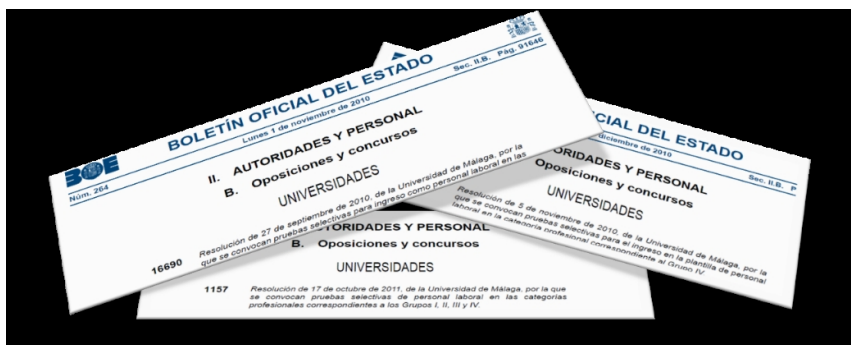 BOE
BOLETÍN OFICIAL DEL ESTADO
Núm. 264
Lunes 1 de noviembre de 2010
Sec. II.B. Pág. 91646
II. AUTORIDADES Y PERSONAL
B. Oposiciones y concursos
UNIVERSIDADES
16690 Resolución de 27 de septiembre de 2010, de la Universidad de Málaga, por la
que se convocan pruebas selectivas para ingreso como personal laboral en las
CIAL DEL ESTADO
diciembre de 2010
Sec. II.B. P
ORIDADES Y PERSONAL
Oposiciones y concursos
UNIVERSIDADES
Resolución de 5 de noviembre de 2010, de la Universidad de Málaga, por la
que se convocan pruebas selectivas para el ingreso en la plantilla de personal
laboral en la categoría profesional correspondiente al Grupo IV.
TORIDADES Y PERSONAL
B. Oposiciones y concursos
UNIVERSIDADES
1157 Resolución de 17 de octubre de 2011, de la Universidad de Málaga, por la que
se convocan pruebas selectivas de personal laboral en las categorías
profesionales correspondientes a los Grupos I, II, III y IV.